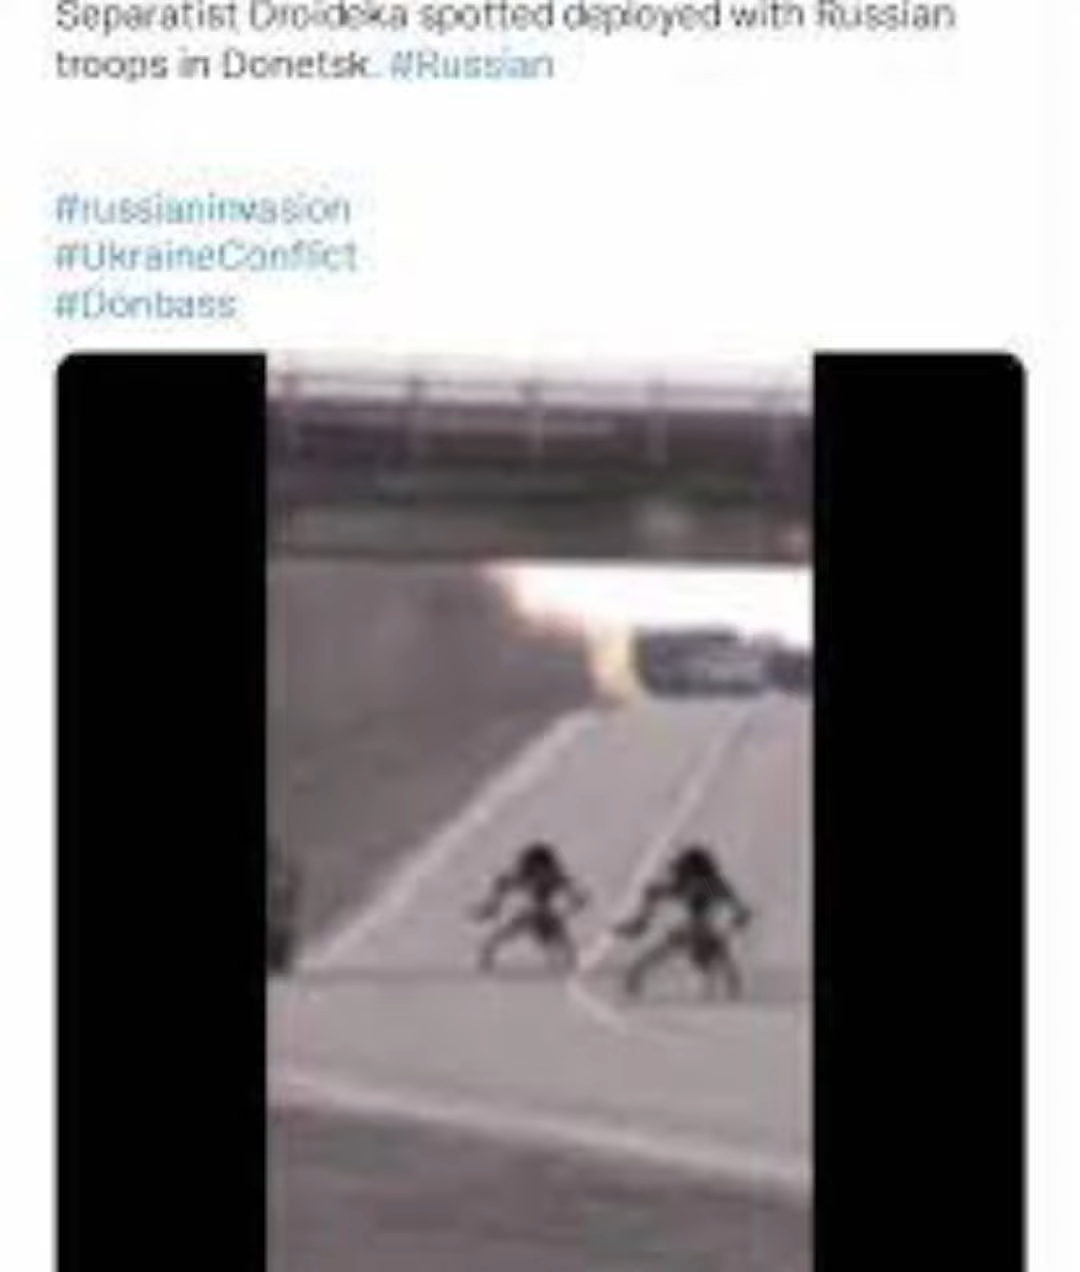 Separatist Droideka spotted deployed with Russian
troops in Donetsk. #Russian
#russianinvasion
#UkraineConflict
#Donbass